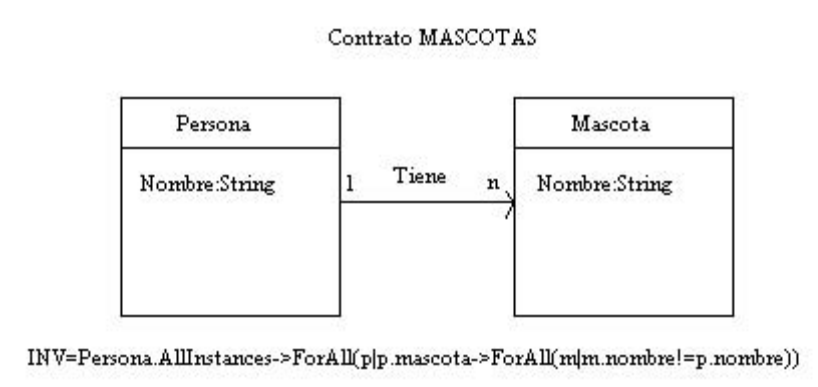 Contrato MASCOTAS
Persona
Mascota
Nombre:String
1
Tiene
n
Nombre:String
INV=Persona.AllInstances->ForAll(p|p.mascota->ForAll(m|m.nombre!=p.nombre))